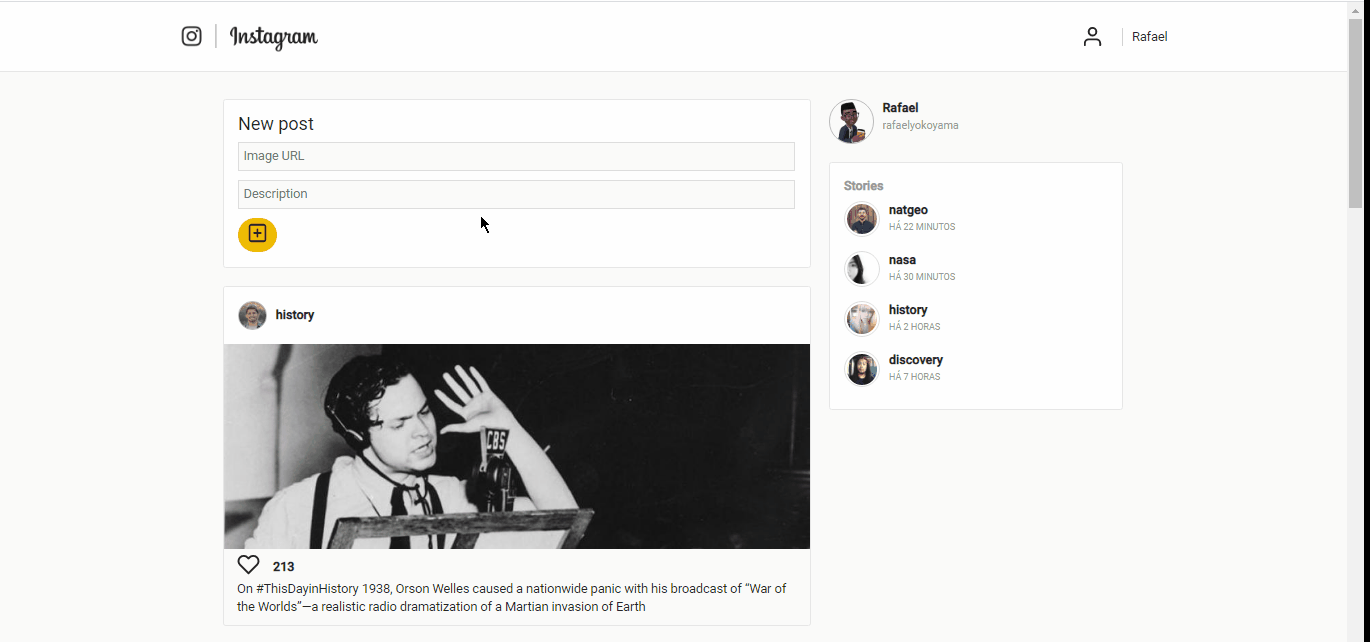 Instagram
Rafael
New post
Image URL
Description
history
CBS
213
On #ThisDayinHistory 1938, Orson Welles caused a nationwide panic with his broadcast of “War of
the Worlds”—a realistic radio dramatization of a Martian invasion of Earth
Rafael
rafaelyokoyama
Stories
natgeo
HÁ 22 MINUTOS
nasa
HÁ 30 MINUTOS
history
HÁ 2 HORAS
discovery
HÁ 7 HORAS